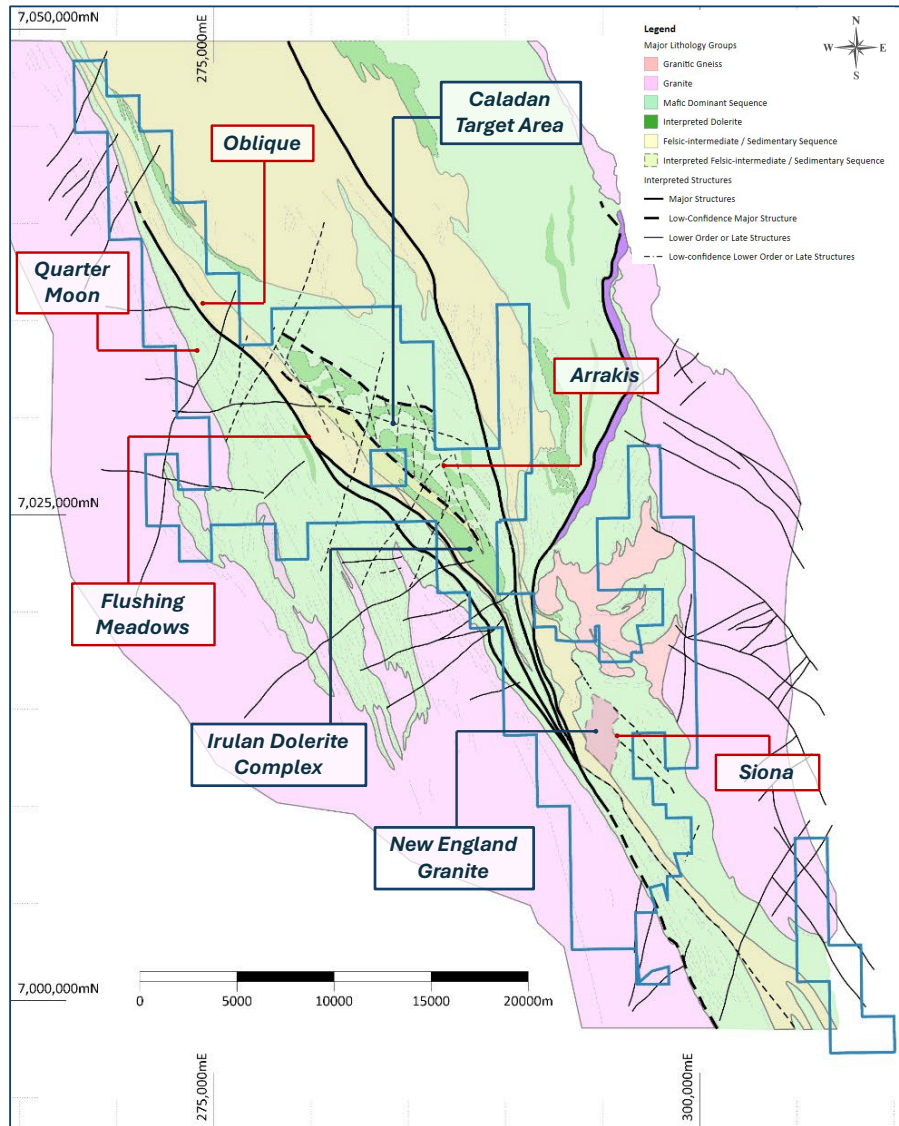 7,050,000mN
275,000mE
Legend
Major Lithology Groups
Granitic Gneiss
Granite
Mafic Dominant Sequence
Interpreted Dolerite
Felsic-intermediate / Sedimentary Sequence
Interpreted Felsic-intermediate / Sedimentary Sequence
Interpreted Structures
Major Structures
Low-Confidence Major Structure
Lower Order or Late Structures
Low-confidence Lower Order or Late Structures
N
W E
S
Caladan
Target Area
Oblique
Quarter
Moon
Arrakis
7,025,000mN
Flushing
Meadows
Irulan Dolerite
Complex
Siona
New England
Granite
7,000,000mN
0 5000 10000 15000 20000m
275,000mE
300,000mE